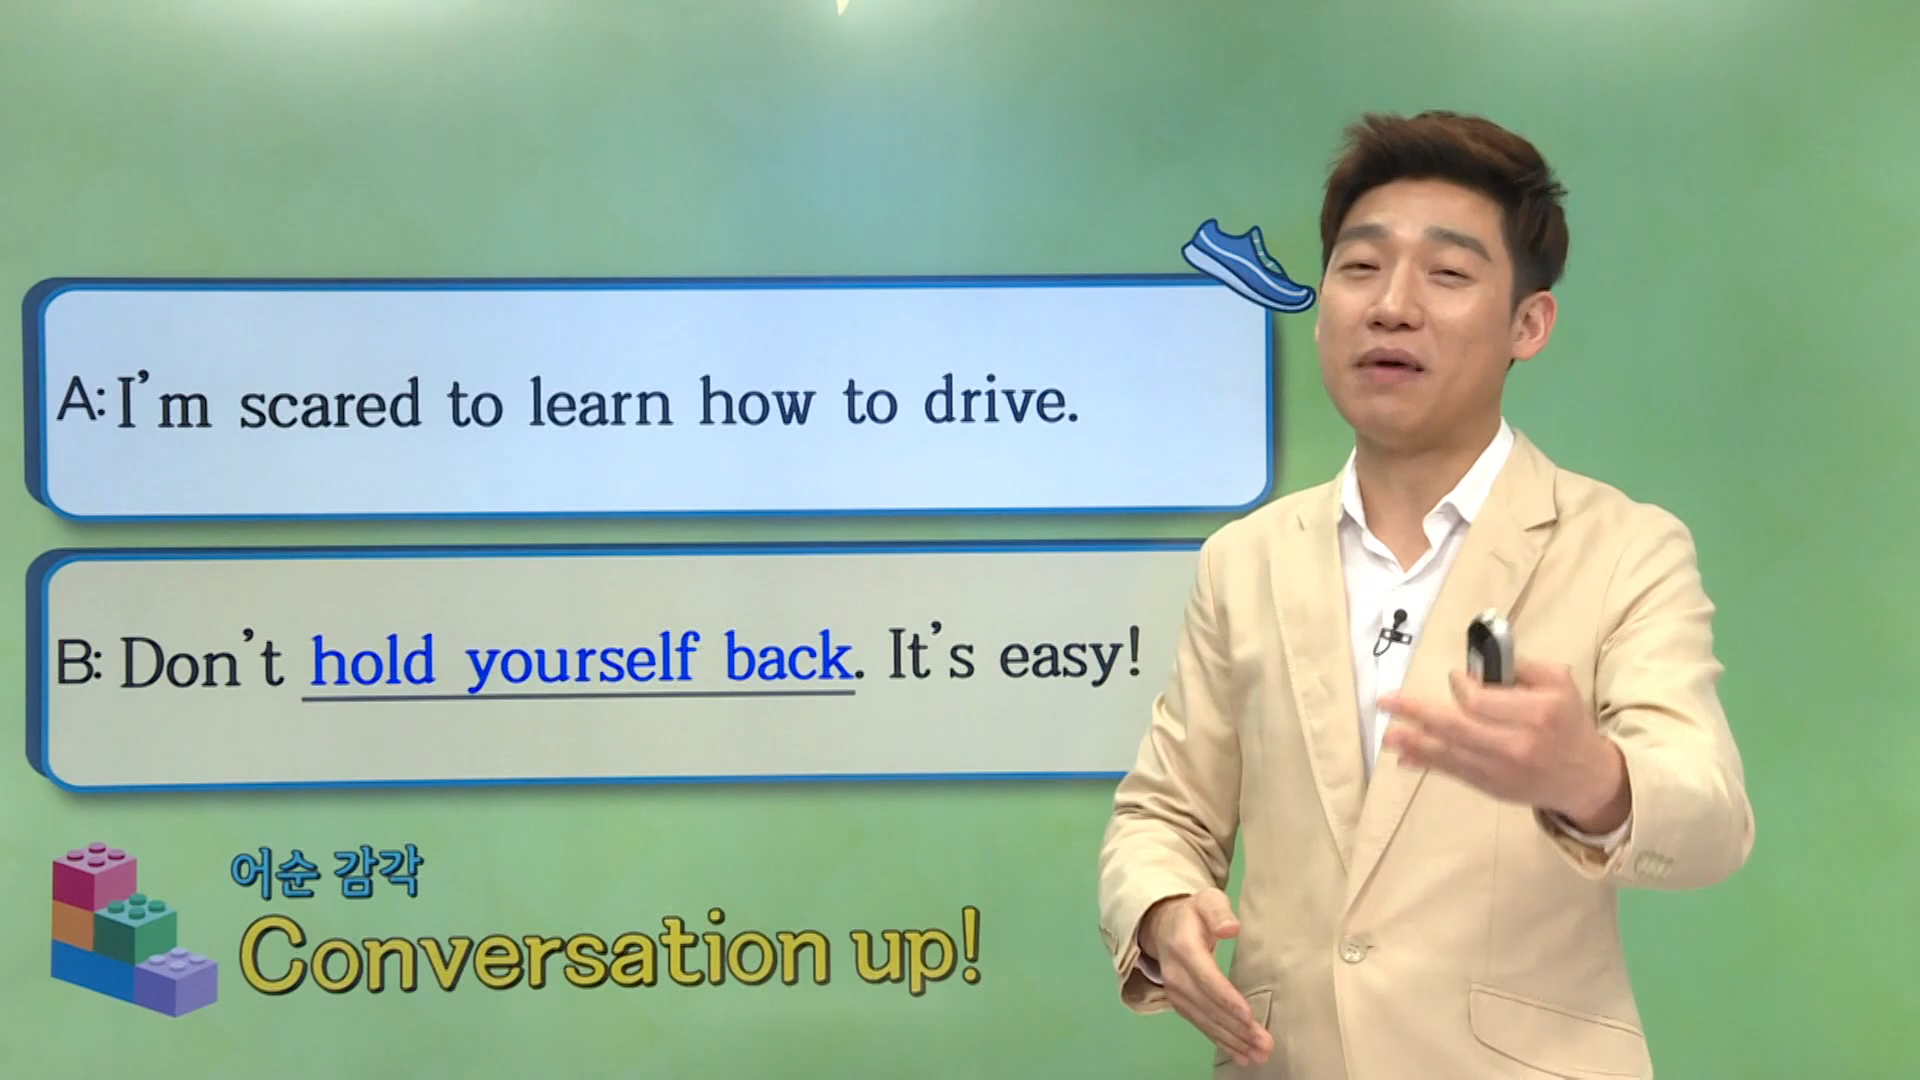 A: I'm scared to learn how to drive.
B: Don't hold yourself back. It's easy!
어순 감각
Conversation up!